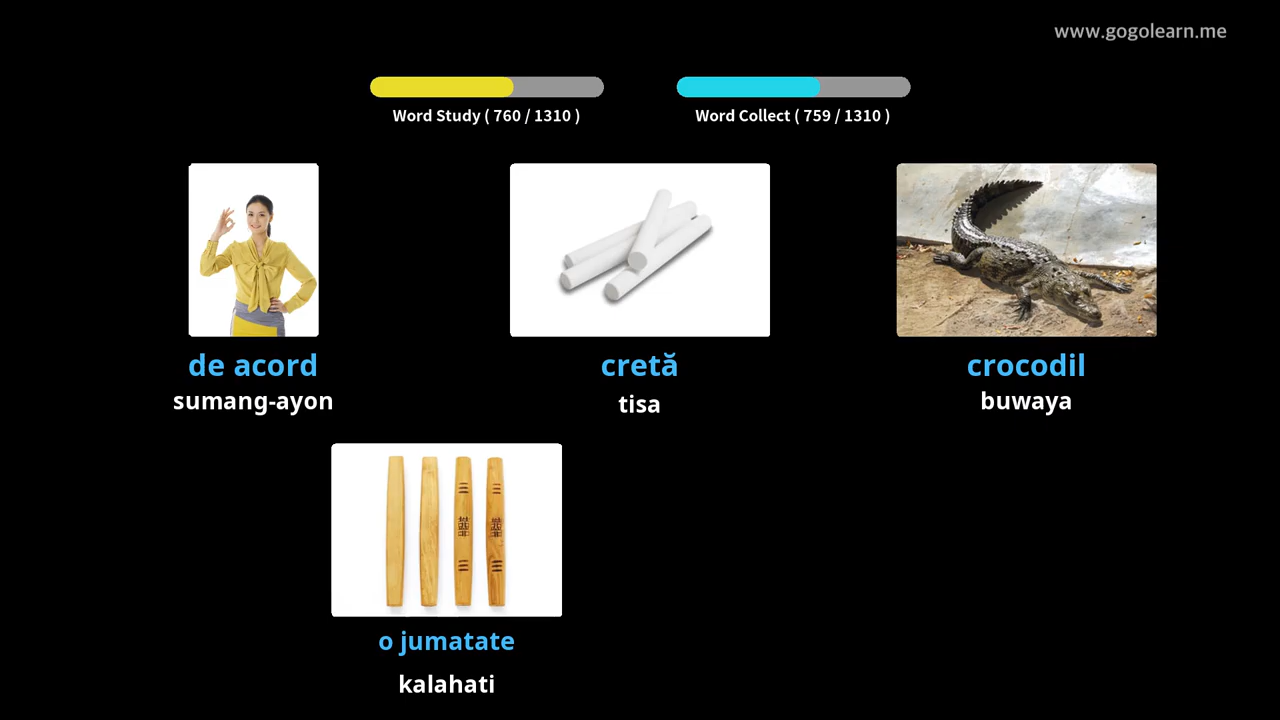 www.gogolearn.me
Word Study ( 760 / 1310 )
Word Collect ( 759 / 1310 )
de acord
sumang-ayon
cretă
tisa
crocodil
buwaya
o jumatate
kalahati